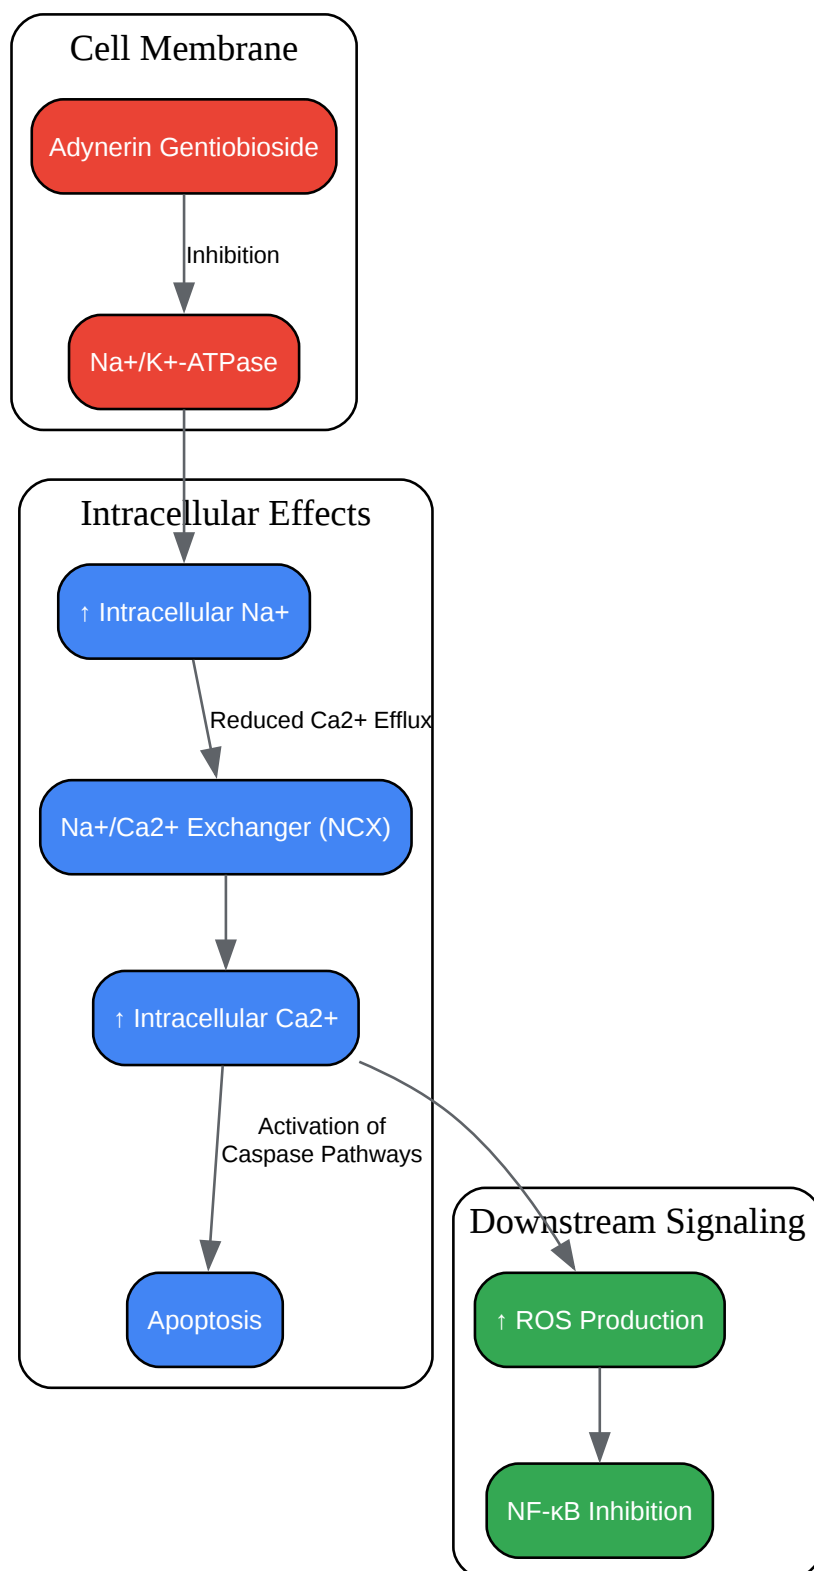 Cell Membrane
Adynerin Gentiobioside
Inhibition
Na+/K+-ATPase
Intracellular Effects
↑ Intracellular Na+
Reduced Ca2+ Efflux
Na+/Ca2+ Exchanger (NCX)
↑ Intracellular Ca2+
Activation of
Caspase Pathways
Apoptosis
Downstream Signaling
↑ ROS Production
NF-κB Inhibition